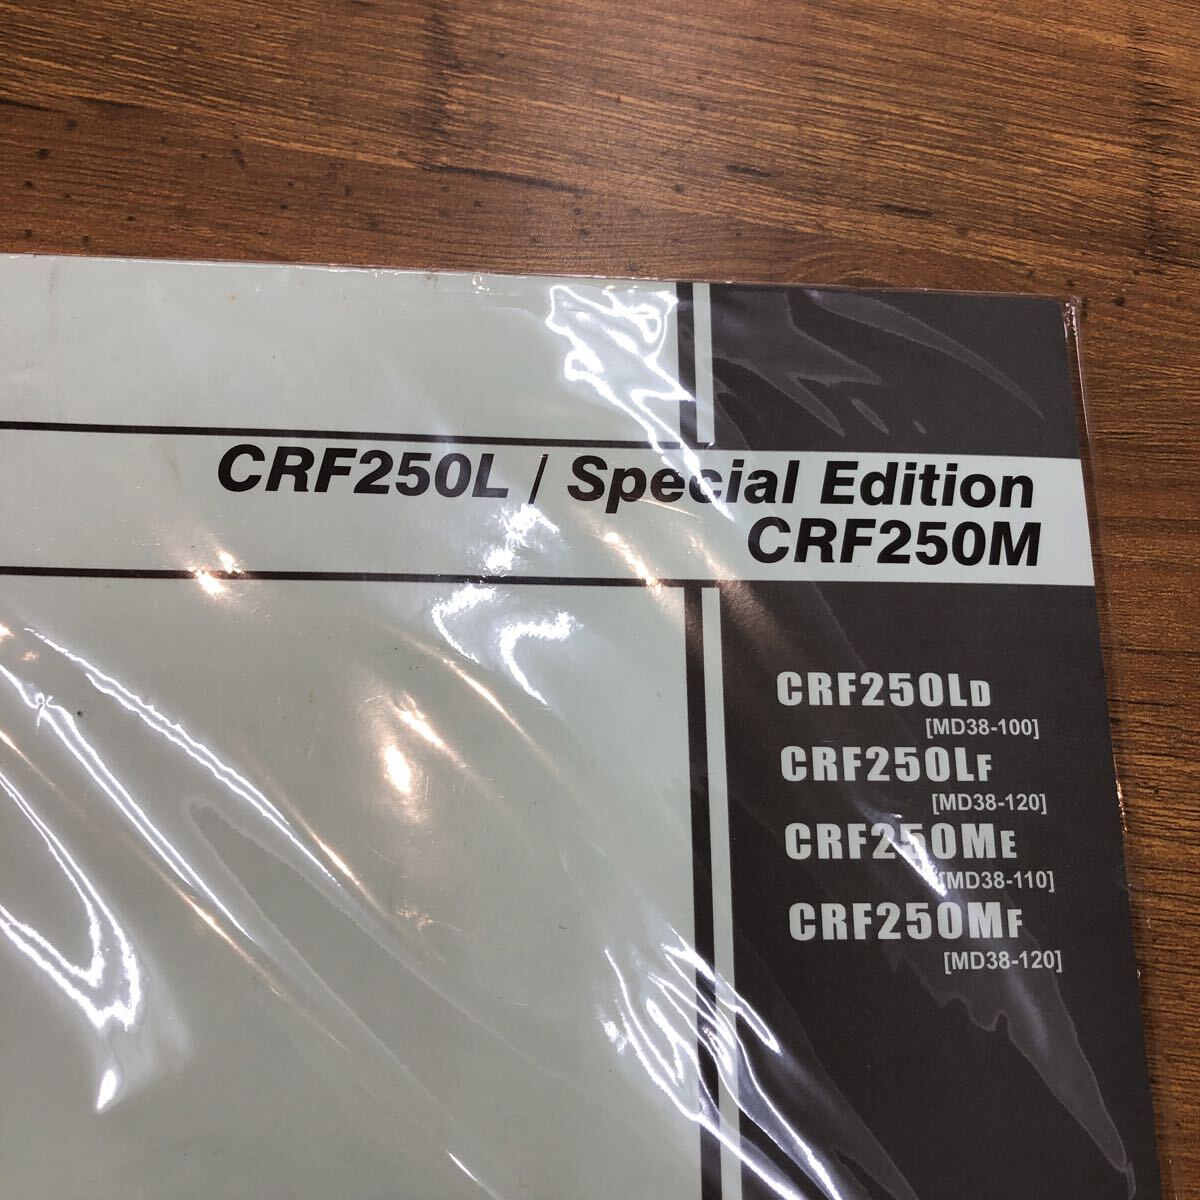 CRF250L / Special Edition
CRF250M
CRF250LD
[MD38-100]
CRF250LF
[MD38-120]
CRF250ME
[MD38-110]
CRF250MF
[MD38-120]